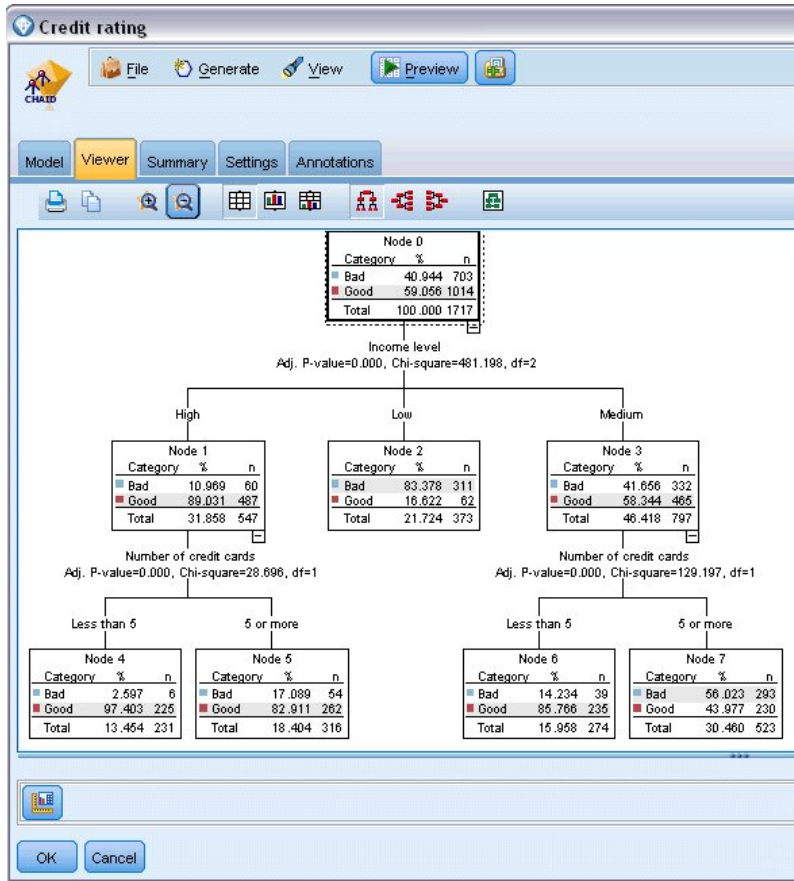 Credit rating
CHAID
File Generate View Preview
Model Viewer Summary Settings Annotations
Node 0
Category % n
Bad 40.944 703
Good 59.056 1014
Total 100.000 1717
Income level
Adj. P-value=0.000, Chi-square=481.198, df=2
High Low Medium
Node 1
Category % n
Bad 10.969 60
Good 89.031 487
Total 31.858 547
Node 2
Category % n
Bad 83.378 311
Good 16.622 62
Total 21.724 373
Node 3
Category % n
Bad 41.656 332
Good 58.344 465
Total 46.418 797
Number of credit cards
Adj. P-value=0.000, Chi-square=28.696, df=1
Number of credit cards
Adj. P-value=0.000, Chi-square=129.197, df=1
Less than 5 5 or more
Less than 5 5 or more
Node 4
Category % n
Bad 2.597 6
Good 97.403 225
Total 13.454 231
Node 5
Category % n
Bad 17.089 54
Good 82.911 262
Total 18.404 316
Node 6
Category % n
Bad 14.234 39
Good 85.766 235
Total 15.958 274
Node 7
Category % n
Bad 56.023 293
Good 43.977 230
Total 30.460 523
OK Cancel